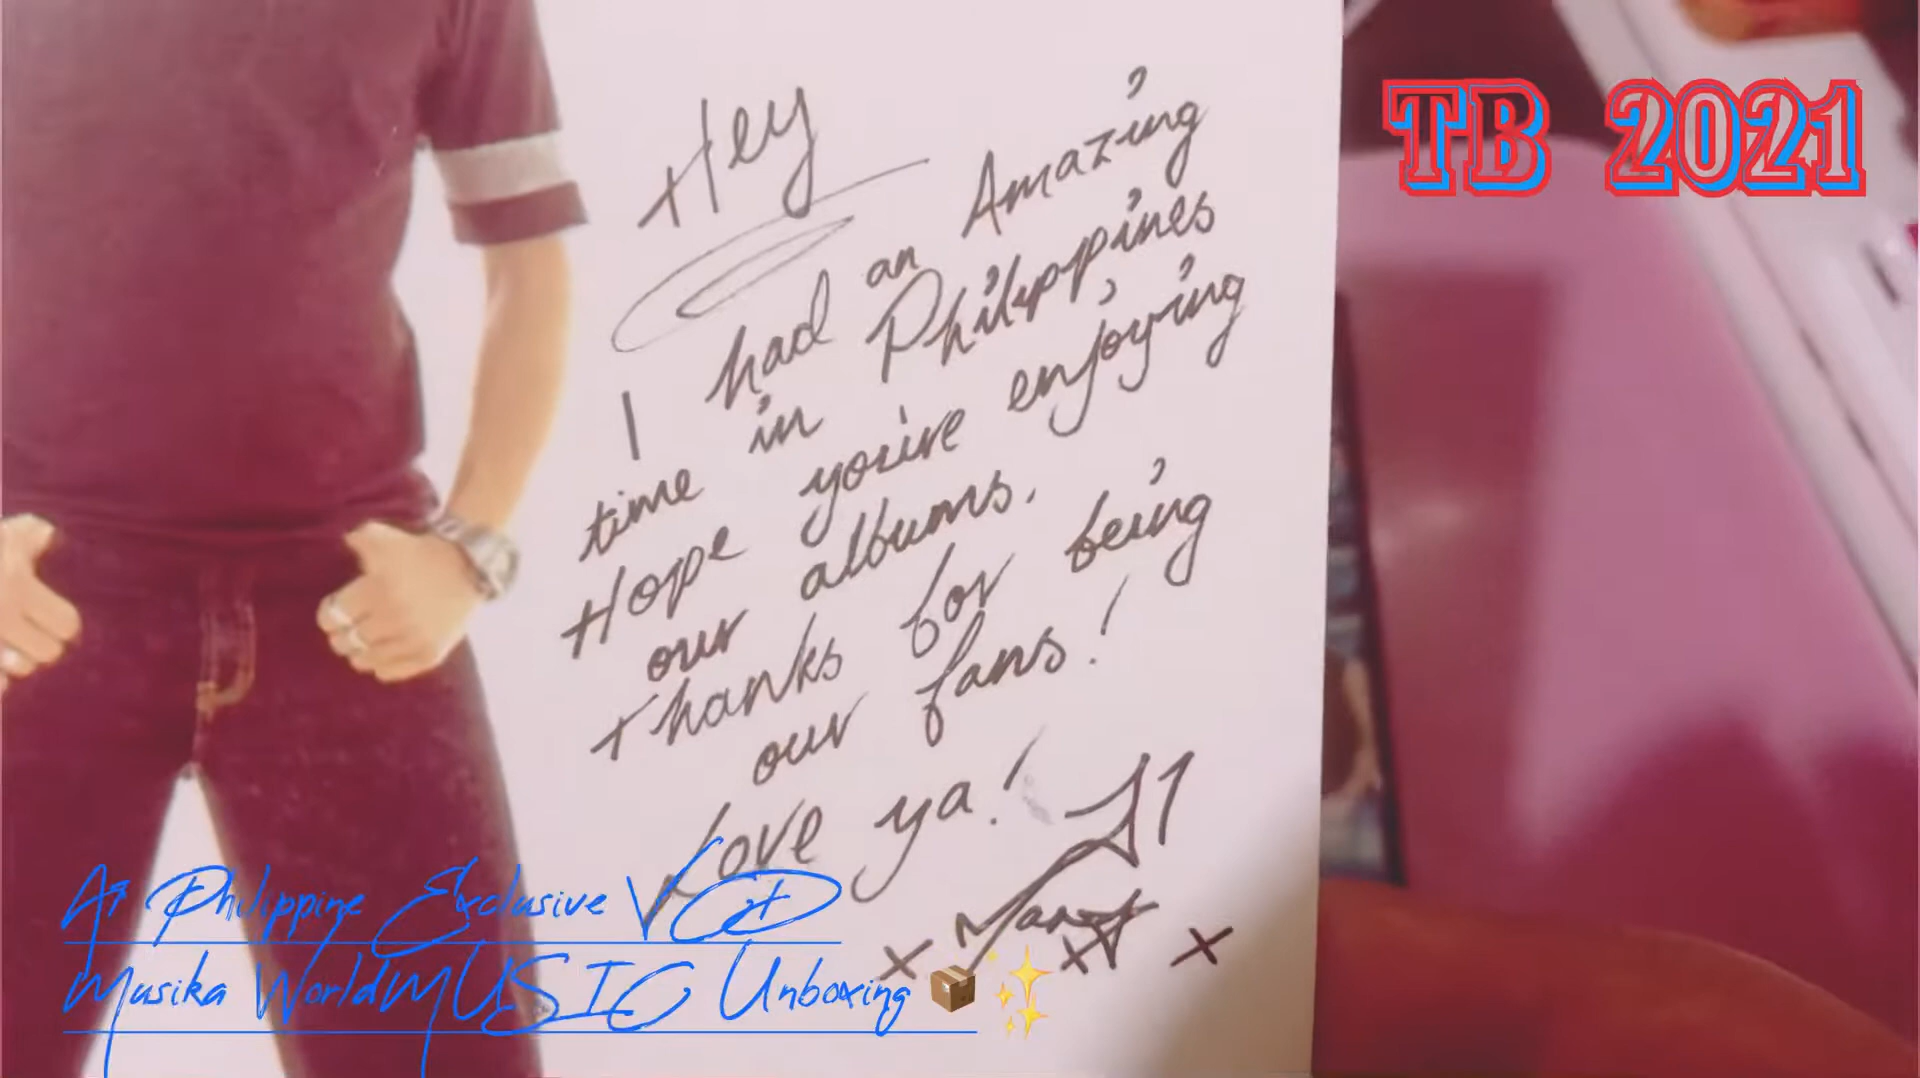 TB 2021
Hey
I had an Amazing
time in Philippines,
Hope you're enjoying
our albums.
thanks for being
our fans!
Love ya!
A1 Philippine Exclusive VCD
Musika WorldMUSIC Unboxing 📦✨
x x x